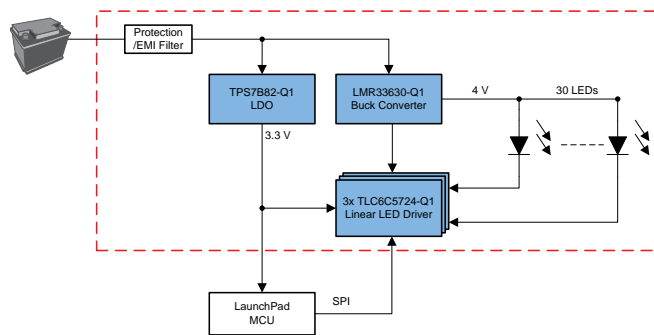 Protection
/EMI Filter
TPS7B82-Q1
LDO
LMR33630-Q1
Buck Converter
4 V
30 LEDs
3.3 V
3x TLC6C5724-Q1
Linear LED Driver
LaunchPad
MCU
SPI